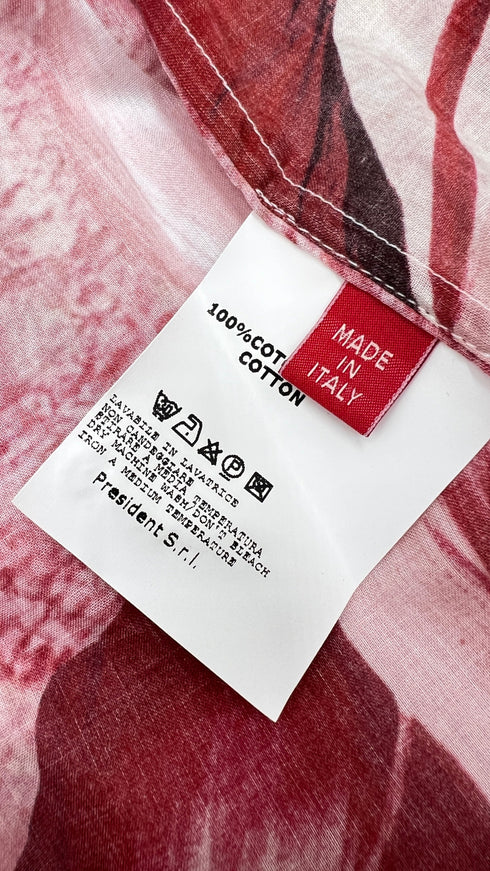 MADE
IN
ITALY
100%COT
COTTON
LAVABILE IN LAVATRICE
NON CANDEGGIARE
STIRARE A MEDIA TEMPERATURA
DRY MACHINE WASH/DON'T BLEACH
IRON A MEDIUM TEMPERATURE
President S.r.l.